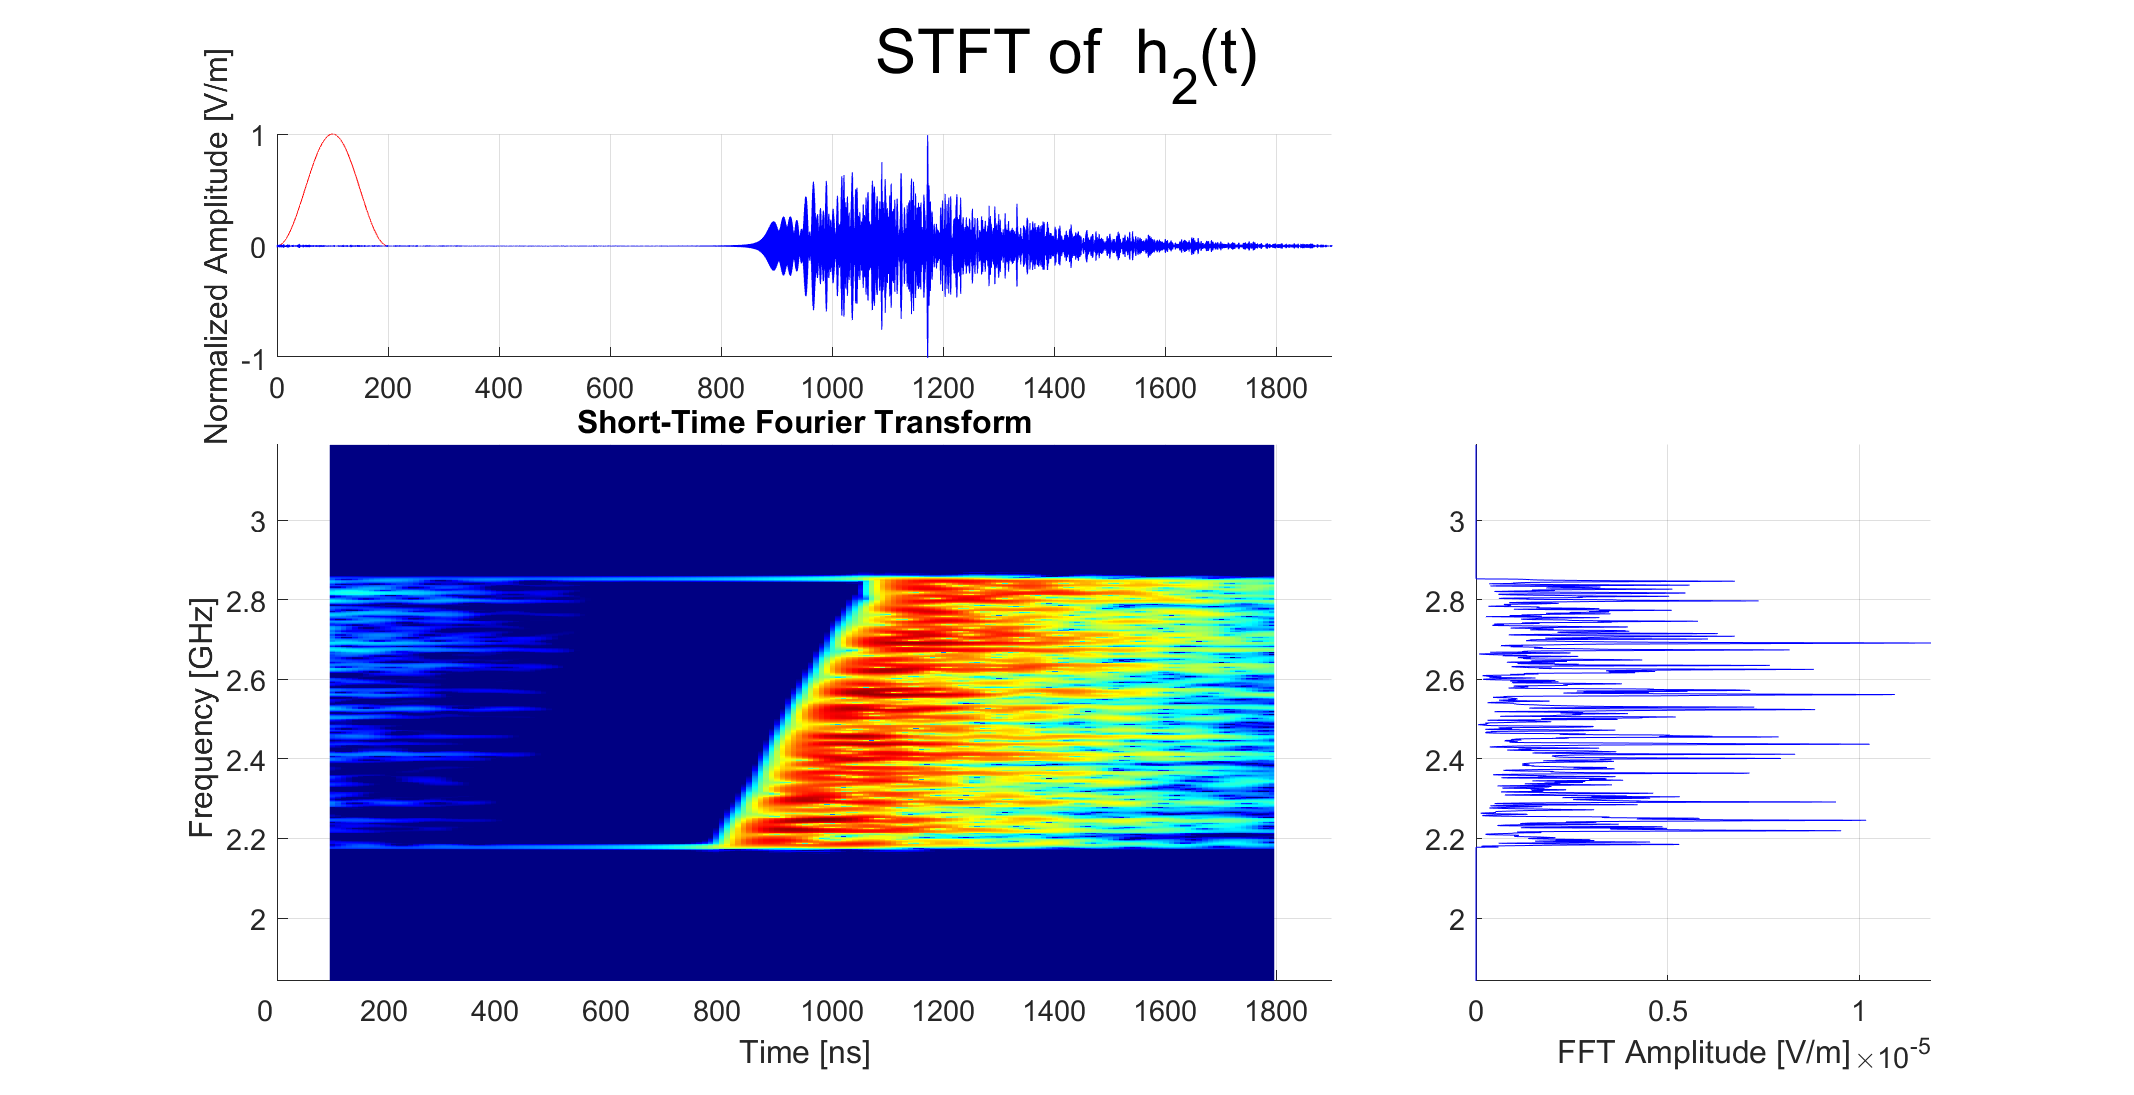 STFT of h2(t)
Normalized Amplitude [V/m]
1
0
-1
0 200 400 600 800 1000 1200 1400 1600 1800
Short-Time Fourier Transform
Frequency [GHz]
3
2.8
2.6
2.4
2.2
2
0 200 400 600 800 1000 1200 1400 1600 1800
Time [ns]
3
2.8
2.6
2.4
2.2
2
0 0.5 1
FFT Amplitude [V/m] ×10-5